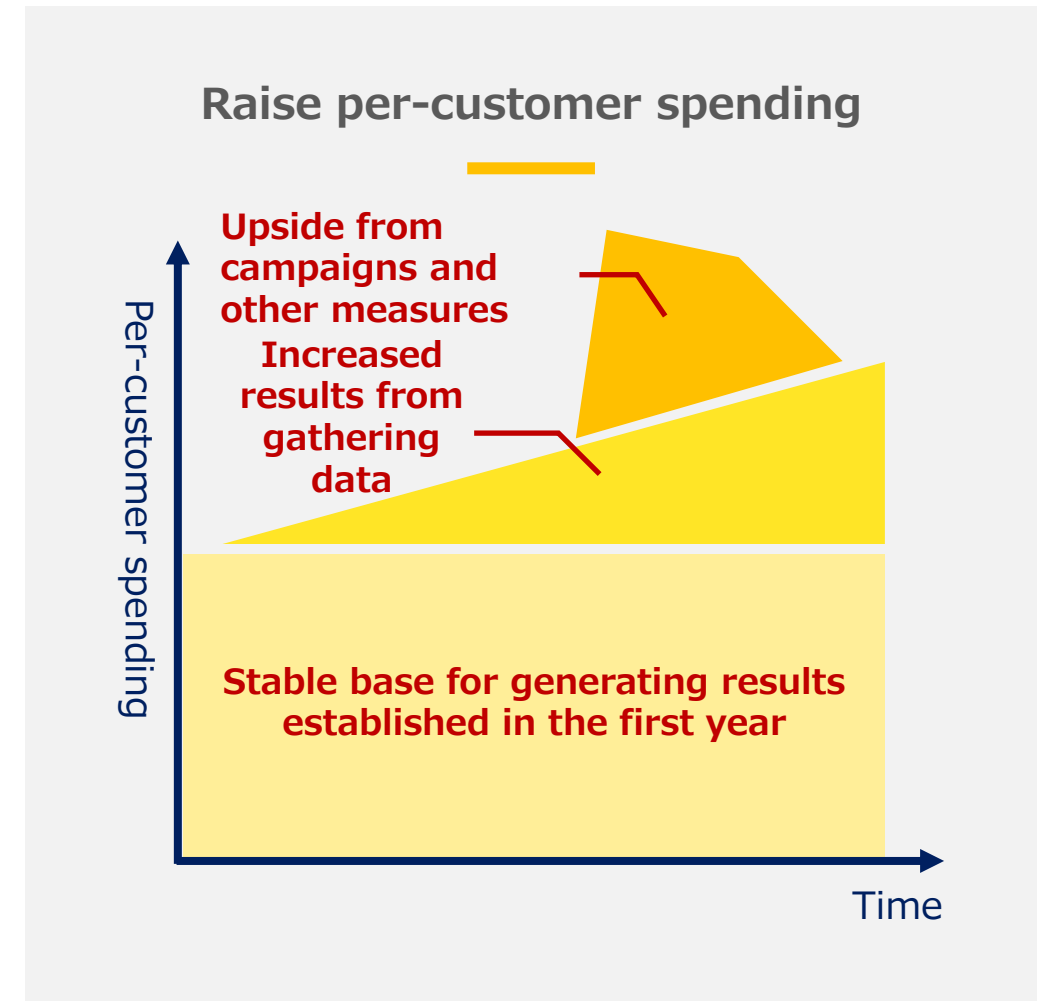 Raise per-customer spending
Upside from
campaigns and
other measures
Increased
results from
gathering
data
Per-customer spending
Stable base for generating results
established in the first year
Time